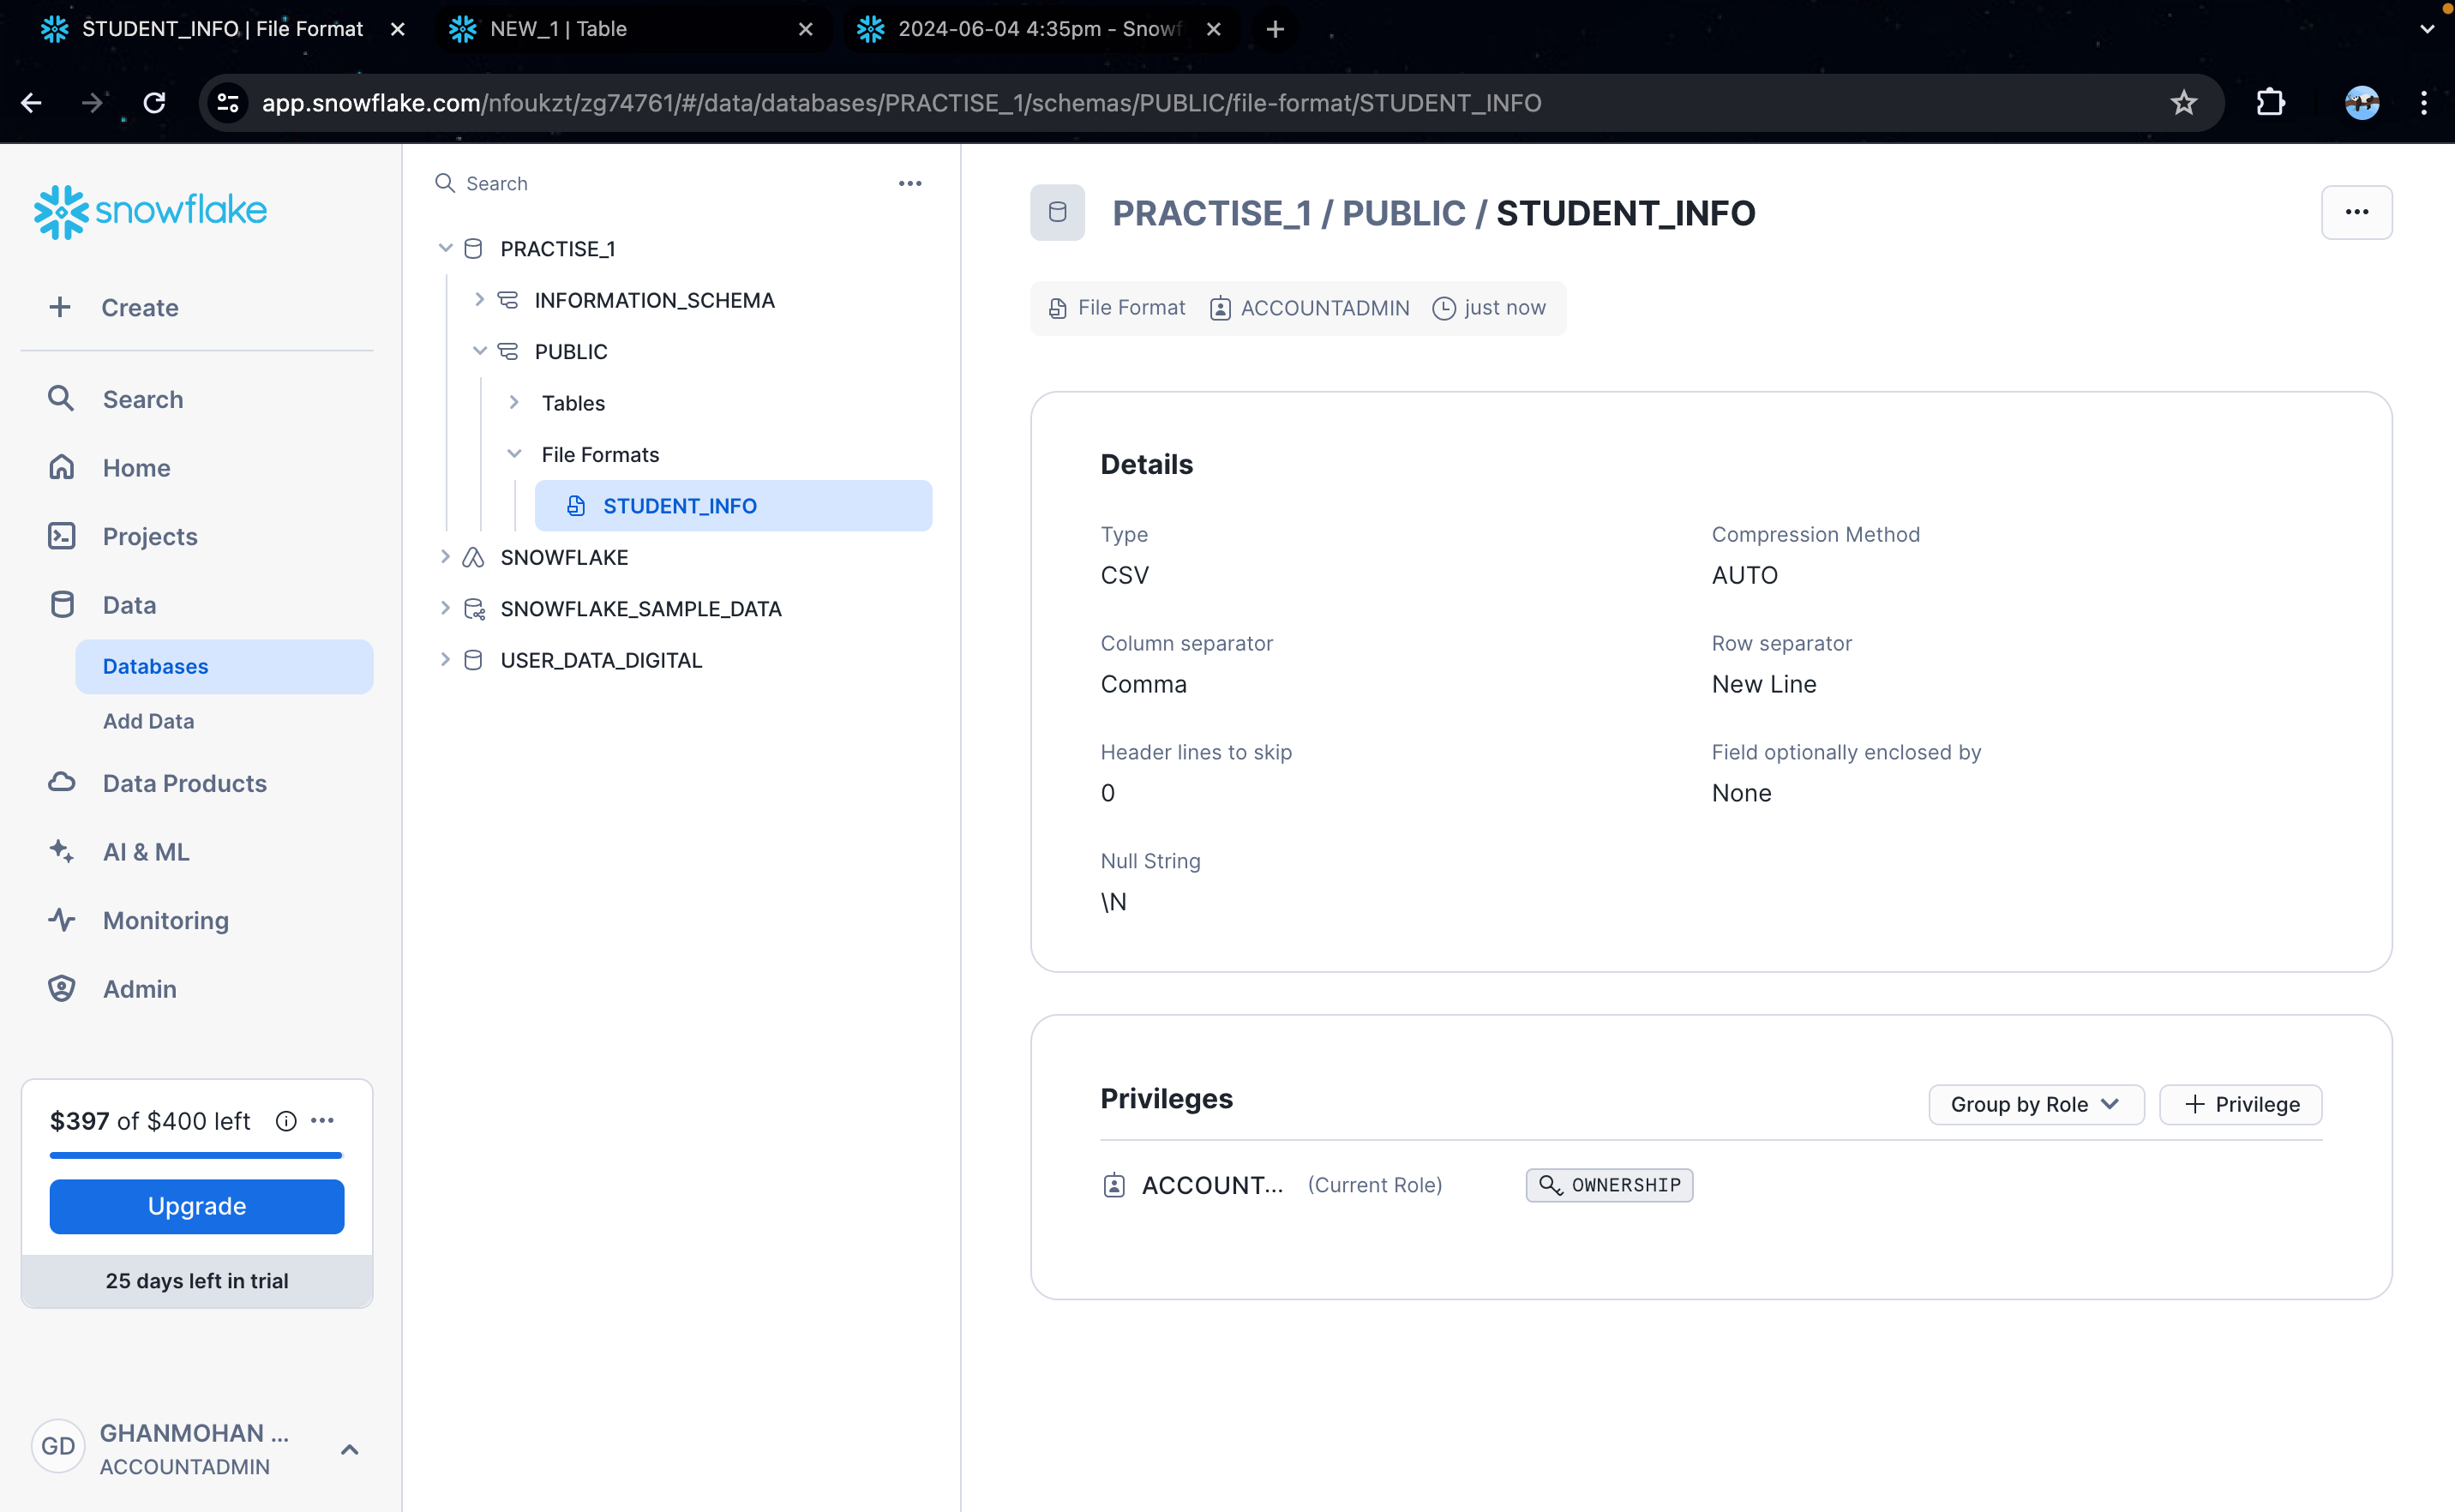 STUDENT_INFO | File Format
NEW_1 | Table
2024-06-04 4:35pm - Snowf
app.snowflake.com/nfoukzt/zg74761/#/data/databases/PRACTISE_1/schemas/PUBLIC/file-format/STUDENT_INFO
snowflake
Create
Search
Home
Projects
Data
Databases
Add Data
Data Products
AI & ML
Monitoring
Admin
$397 of $400 left
Upgrade
25 days left in trial
GD
GHANMOHAN ...
ACCOUNTADMIN
Search
PRACTISE_1
INFORMATION_SCHEMA
PUBLIC
Tables
File Formats
STUDENT_INFO
SNOWFLAKE
SNOWFLAKE_SAMPLE_DATA
USER_DATA_DIGITAL
PRACTISE_1 / PUBLIC / STUDENT_INFO
File Format ACCOUNTADMIN just now
Details
Type
CSV
Compression Method
AUTO
Column separator
Comma
Row separator
New Line
Header lines to skip
0
Field optionally enclosed by
None
Null String
\N
Privileges
Group by Role
+ Privilege
ACCOUNT... (Current Role) OWNERSHIP